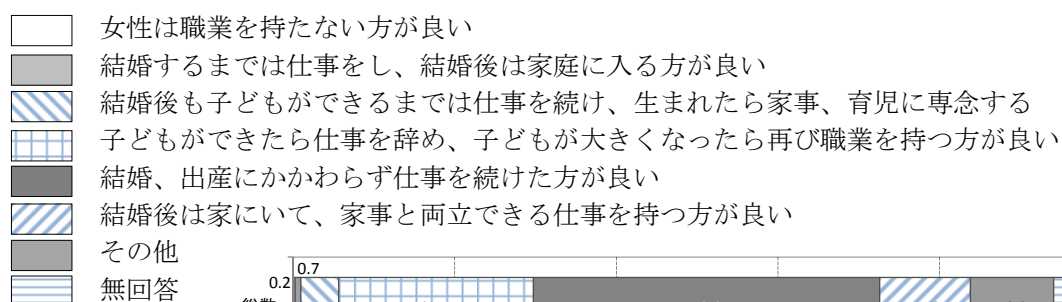 女性は職業を持たない方が良い
結婚するまでは仕事をし、結婚後は家庭に入る方が良い
結婚後も子どもができるまでは仕事を続け、生まれたら家事、育児に専念する
子どもができたら仕事を辞め、子どもが大きくなったら再び職業を持つ方が良い
結婚、出産にかかわらず仕事を続けた方が良い
結婚後は家にいて、家事と両立できる仕事を持つ方が良い
その他
無回答
0.7
0.2